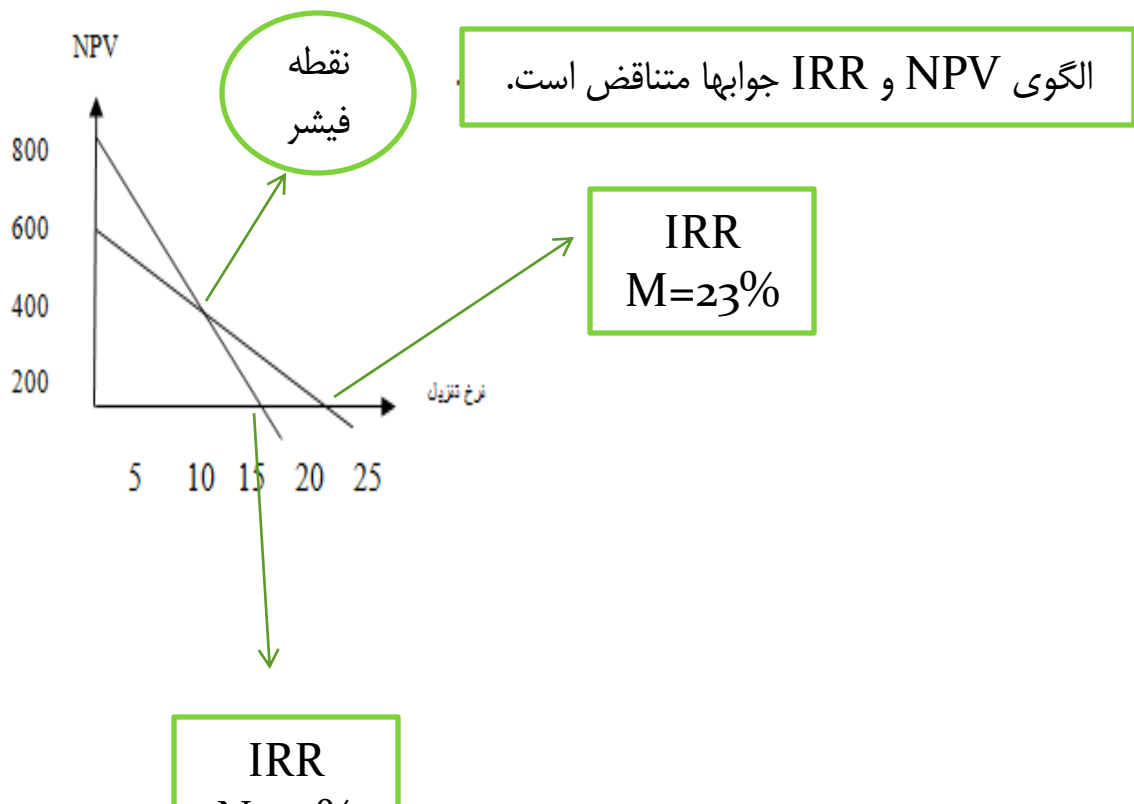 NPV
نقطه
فیشر
الگوی NPV و IRR جوابها متناقض است.
800
600
400
200
IRR
M=23%
نرخ تنزیل
5 10 15 20 25
IRR